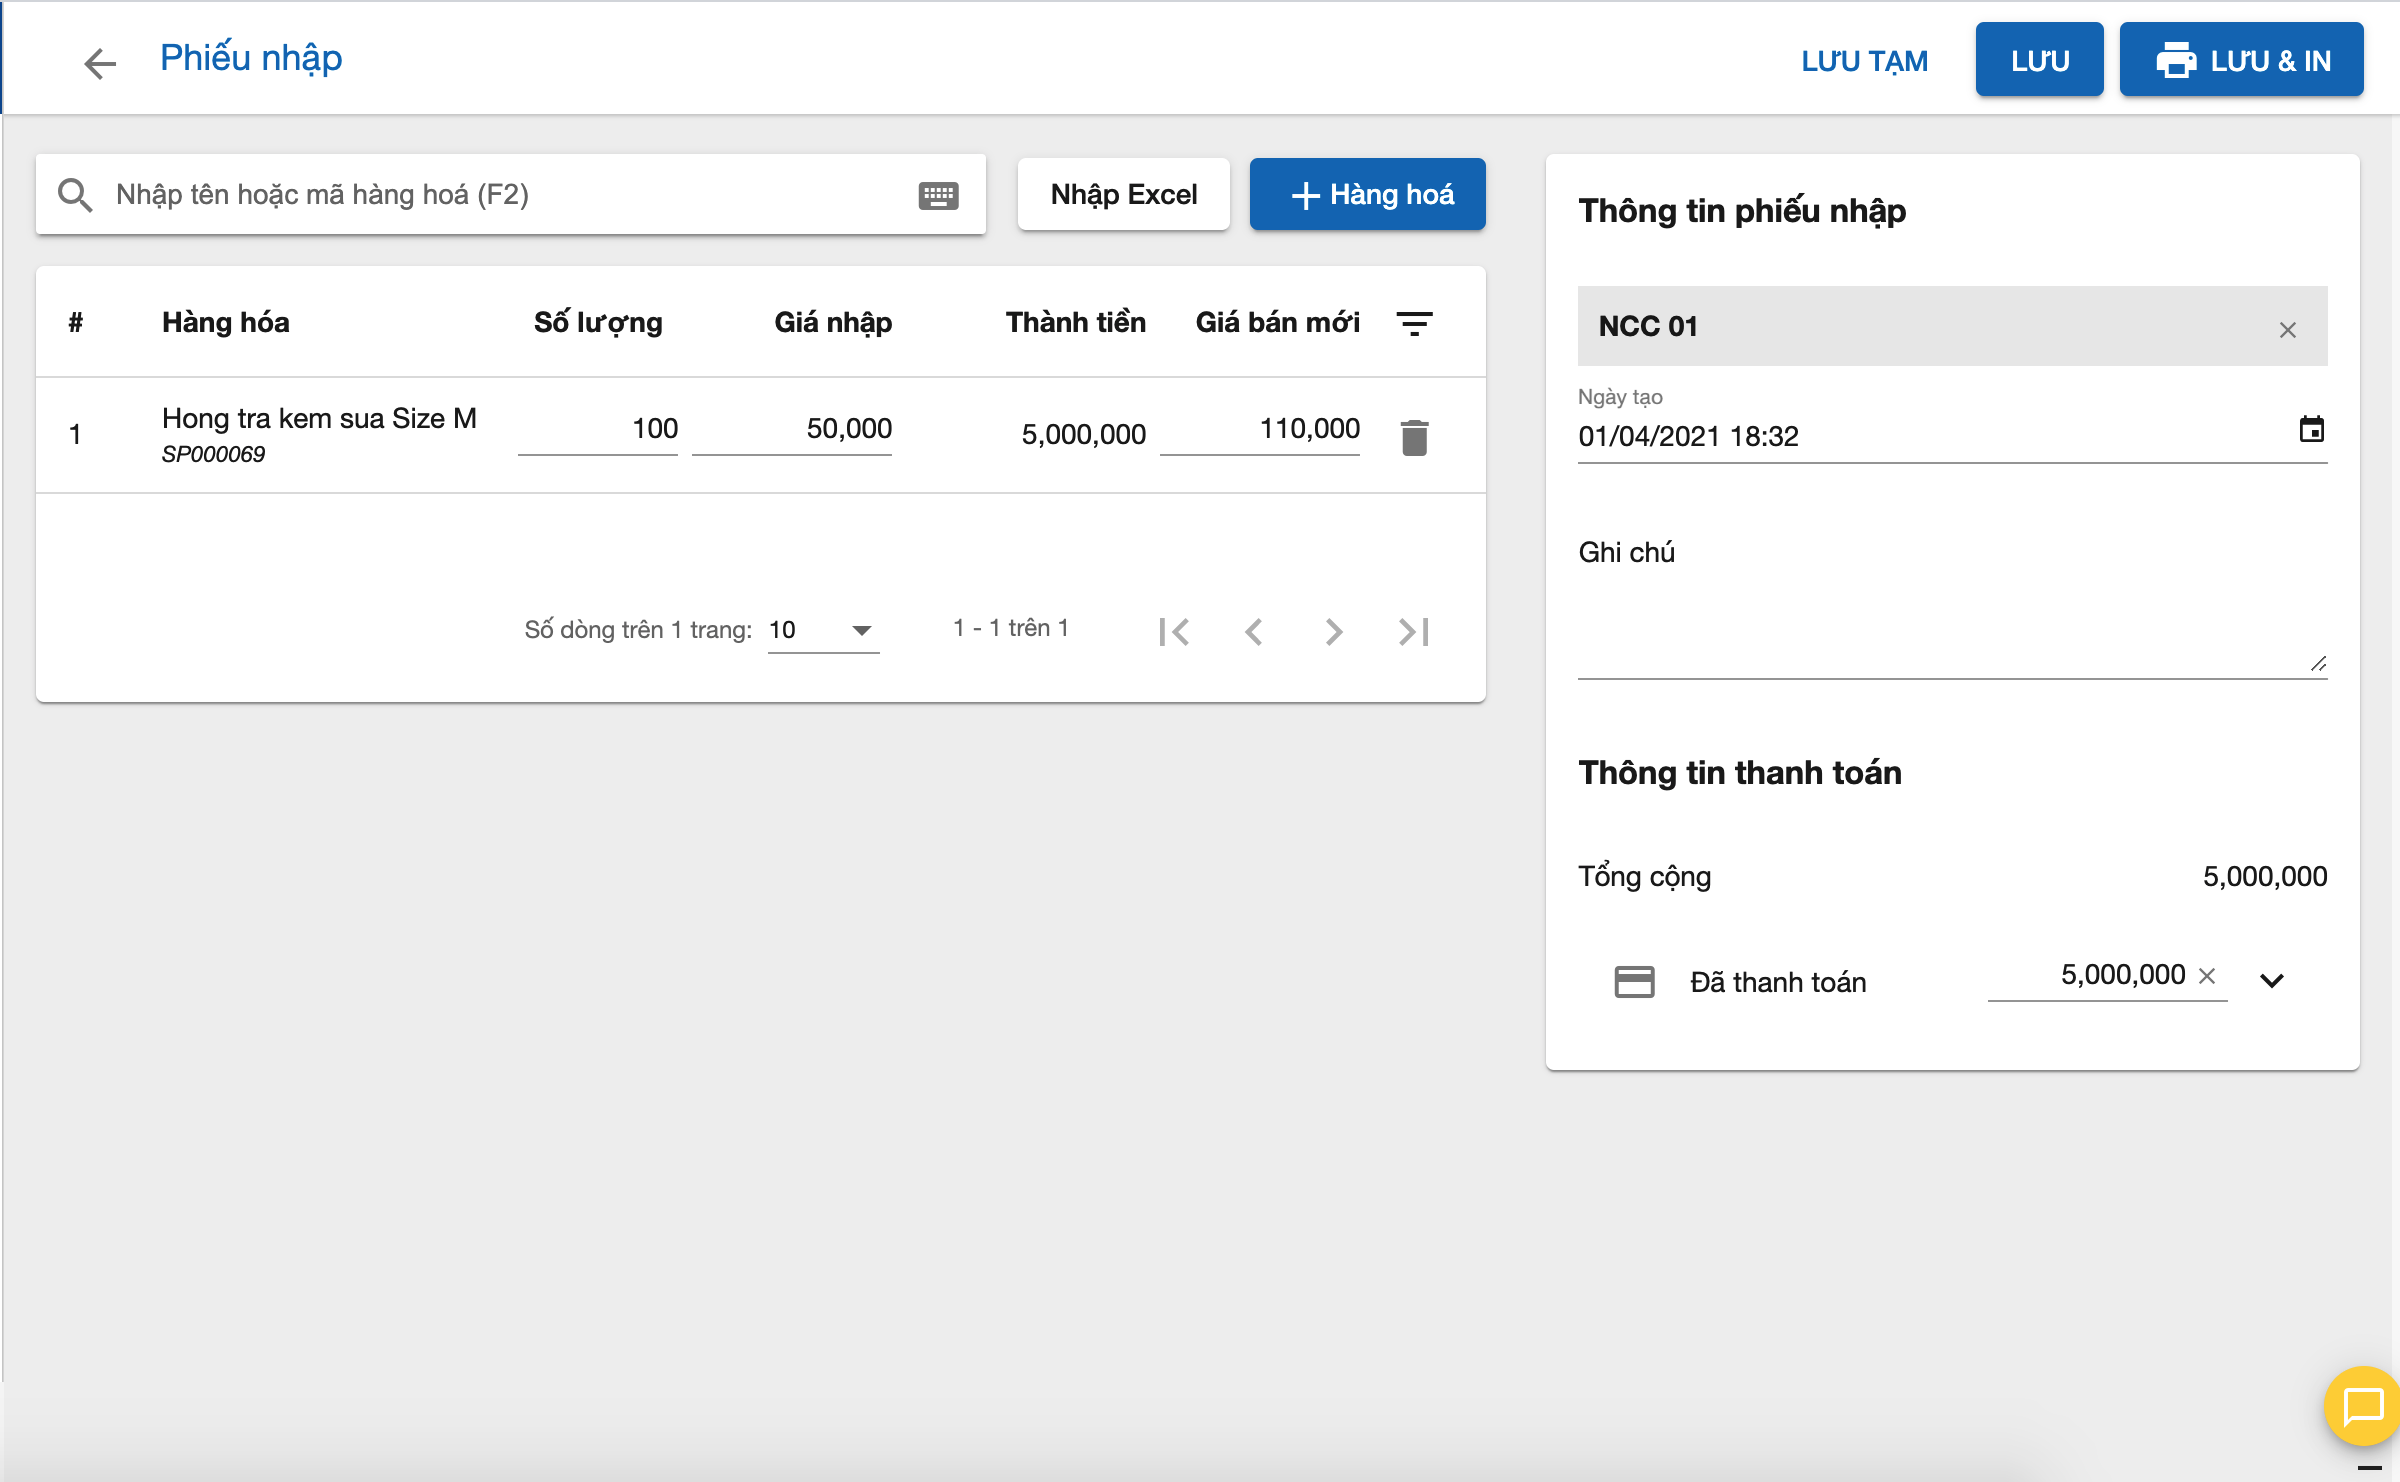 Phiếu nhập
LƯU TẠM
LƯU
LƯU & IN
Nhập tên hoặc mã hàng hoá (F2)
Nhập Excel
Hàng hoá
# Hàng hóa Số lượng Giá nhập Thành tiền Giá bán mới
1 Hong tra kem sua Size M 100 50,000 5,000,000 110,000
SP000069
Số dòng trên 1 trang: 10 1 - 1 trên 1
Thông tin phiếu nhập
NCC 01
Ngày tạo
01/04/2021 18:32
Ghi chú
Thông tin thanh toán
Tổng cộng 5,000,000
Đã thanh toán 5,000,000